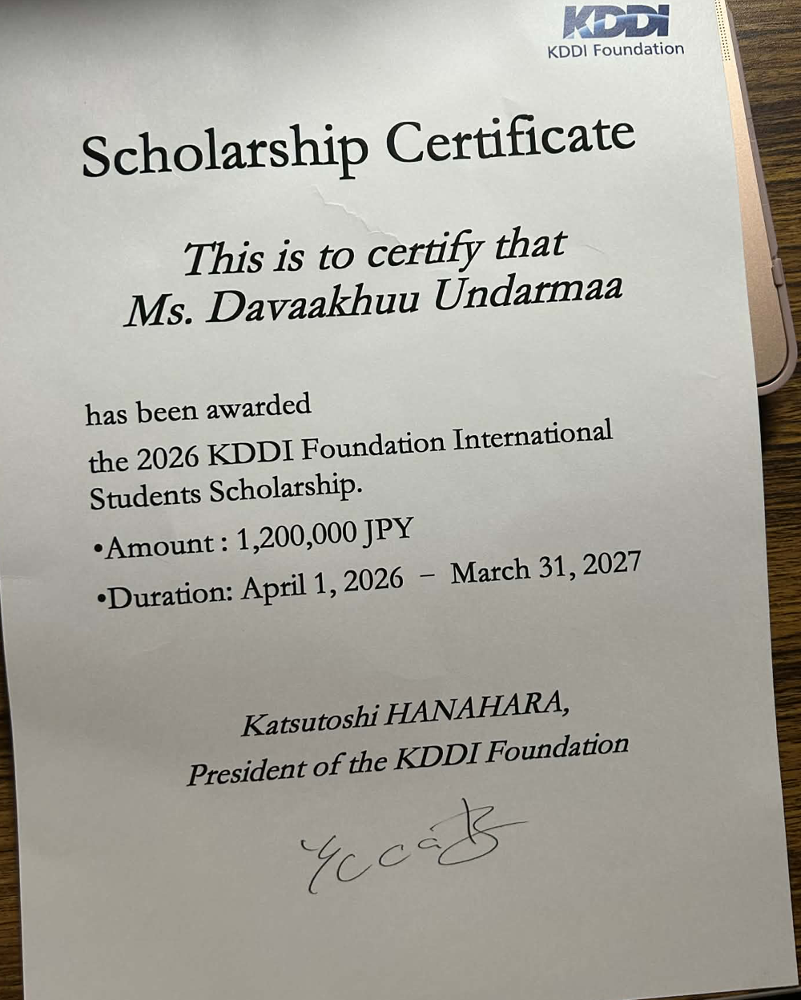 KDDI
KDDI Foundation
Scholarship Certificate
This is to certify that
Ms. Davaakhuu Undarmaa
has been awarded
the 2026 KDDI Foundation International
Students Scholarship.
•Amount : 1,200,000 JPY
•Duration: April 1, 2026 – March 31, 2027
Katsutoshi HANAHARA,
President of the KDDI Foundation